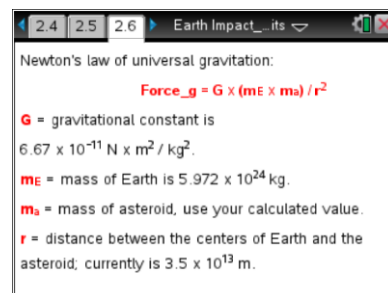 2.4 2.5 2.6 Earth Impact_...its
Newton's law of universal gravitation:
Force_g = G x (mE x ma) / r²
G = gravitational constant is
6.67 x 10⁻¹¹ N x m² / kg².
mE = mass of Earth is 5.972 x 10²⁴ kg.
ma = mass of asteroid, use your calculated value.
r = distance between the centers of Earth and the
asteroid; currently is 3.5 x 10¹³ m.